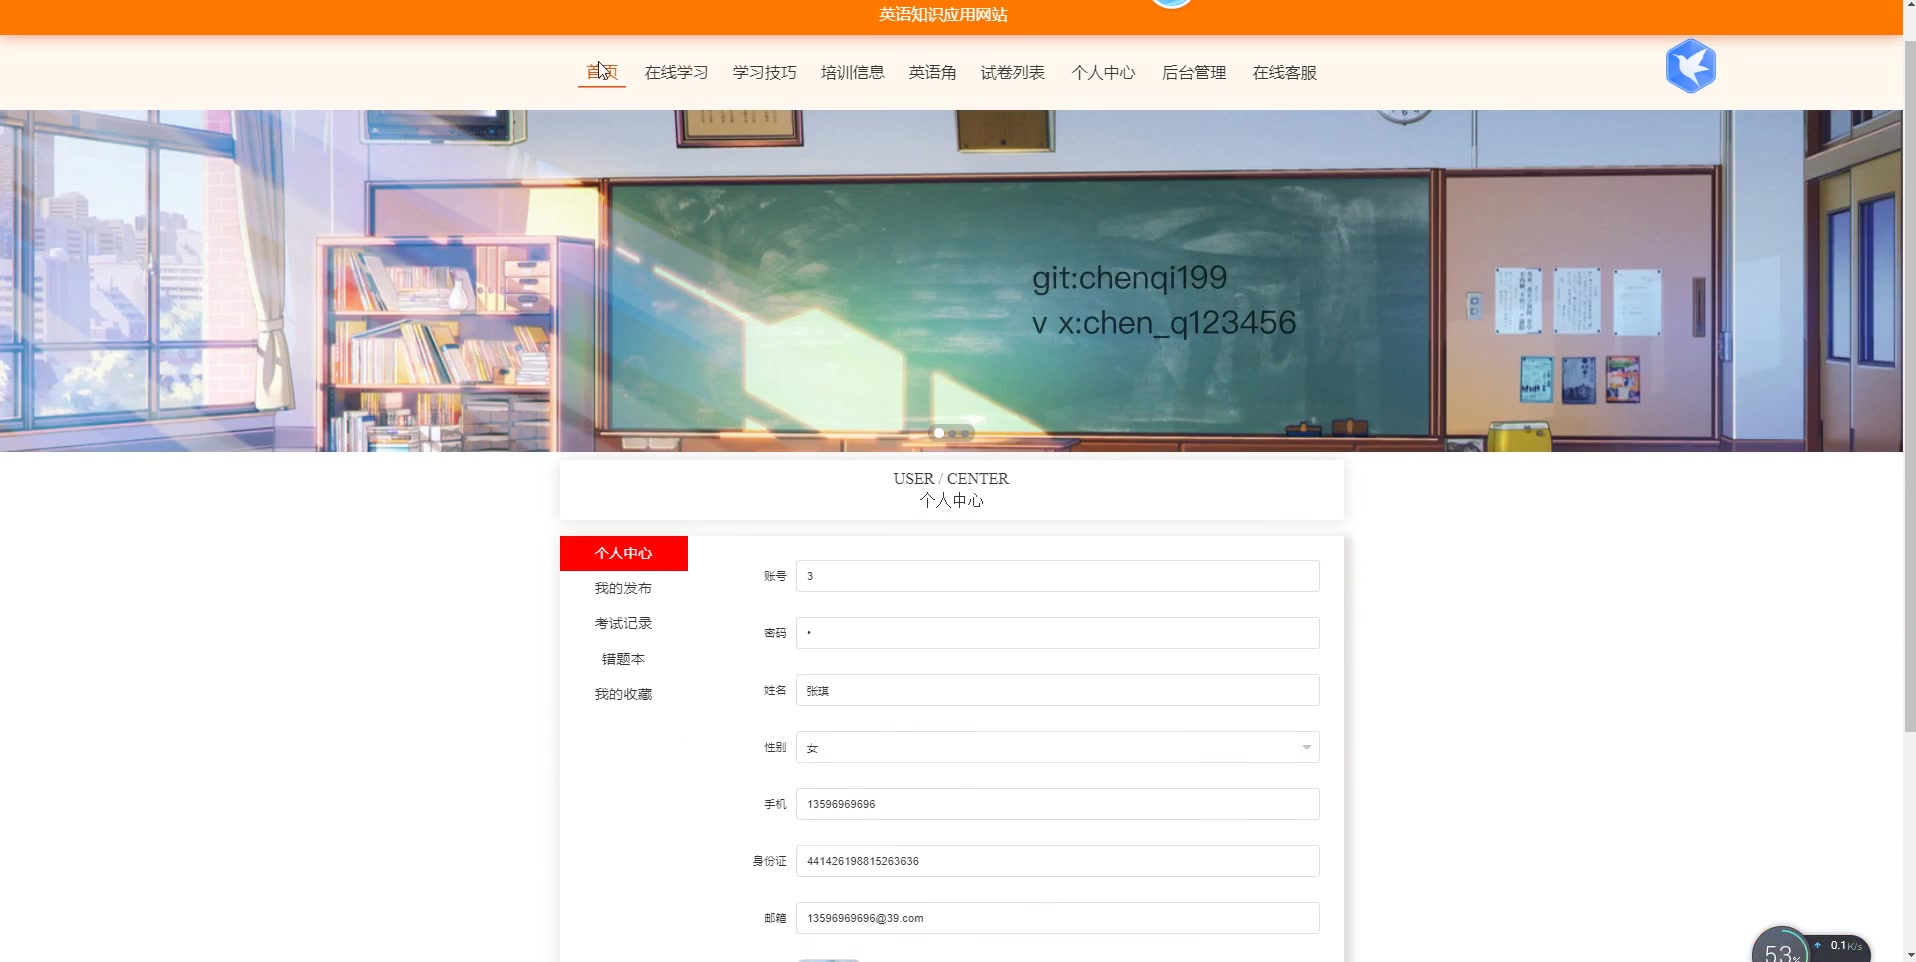 英语知识应用网站
首页 在线学习 学习技巧 培训信息 英语角 试卷列表 个人中心 后台管理 在线客服
git:chenqi199
v x:chen_q123456
USER / CENTER
个人中心
个人中心
我的发布
考试记录
错题本
我的收藏
账号 3
密码 •
姓名 张琪
性别 女
手机 13596969696
身份证 441426198815263636
邮箱 13596969696@39.com
53% 0.1K/s